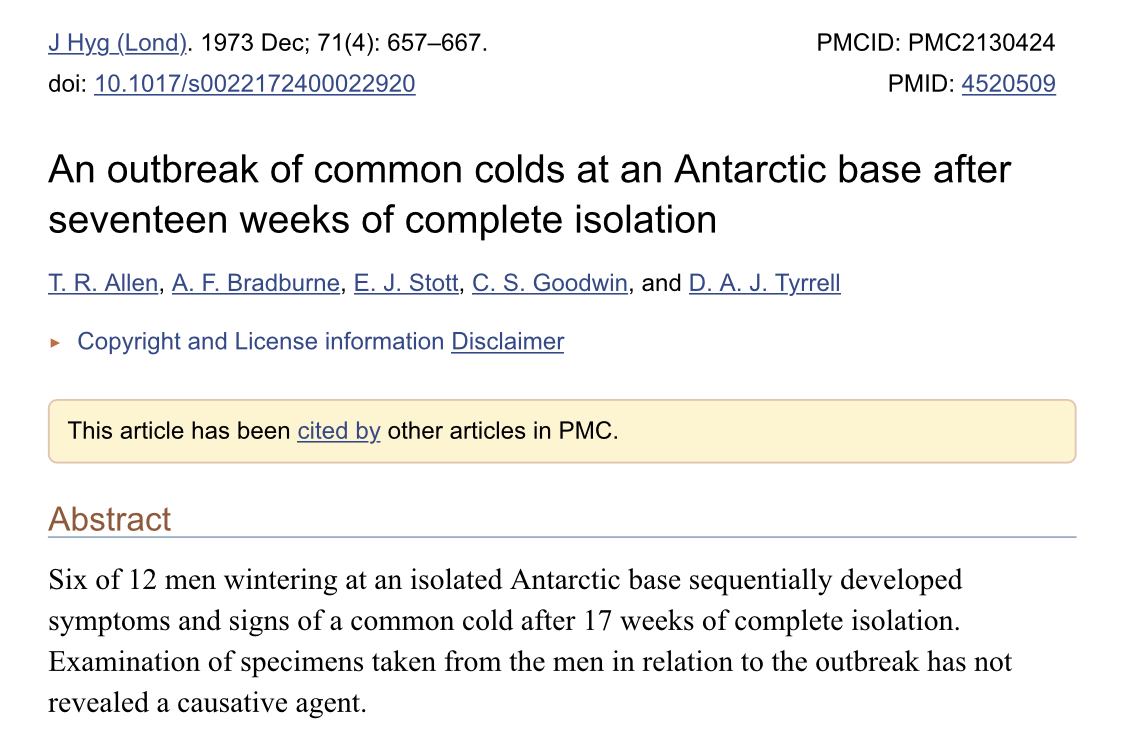 J Hyg (Lond). 1973 Dec; 71(4): 657–667.
PMCID: PMC2130424
doi: 10.1017/s0022172400022920
PMID: 4520509
An outbreak of common colds at an Antarctic base after
seventeen weeks of complete isolation
T. R. Allen, A. F. Bradburne, E. J. Stott, C. S. Goodwin, and D. A. J. Tyrrell
► Copyright and License information Disclaimer
This article has been cited by other articles in PMC.
Abstract
Six of 12 men wintering at an isolated Antarctic base sequentially developed
symptoms and signs of a common cold after 17 weeks of complete isolation.
Examination of specimens taken from the men in relation to the outbreak has not
revealed a causative agent.